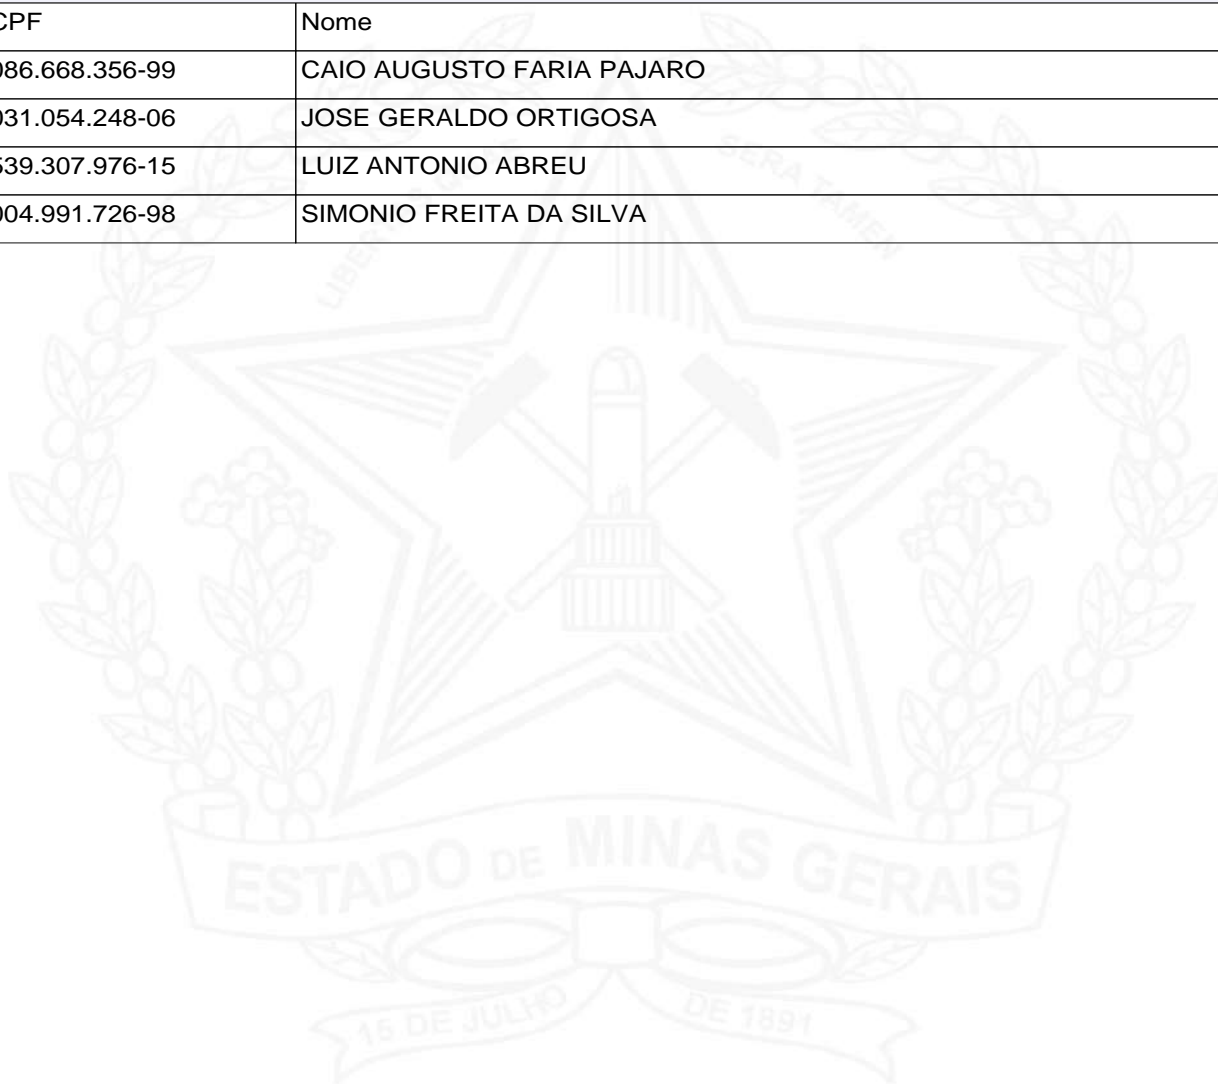 CPF Nome
086.668.356-99 CAIO AUGUSTO FARIA PAJARO
031.054.248-06 JOSE GERALDO ORTIGOSA
539.307.976-15 LUIZ ANTONIO ABREU
004.991.726-98 SIMONIO FREITA DA SILVA
SERA TAMEN
ESTADO DE MINAS GERAIS
15 DE JULHO DE 1891